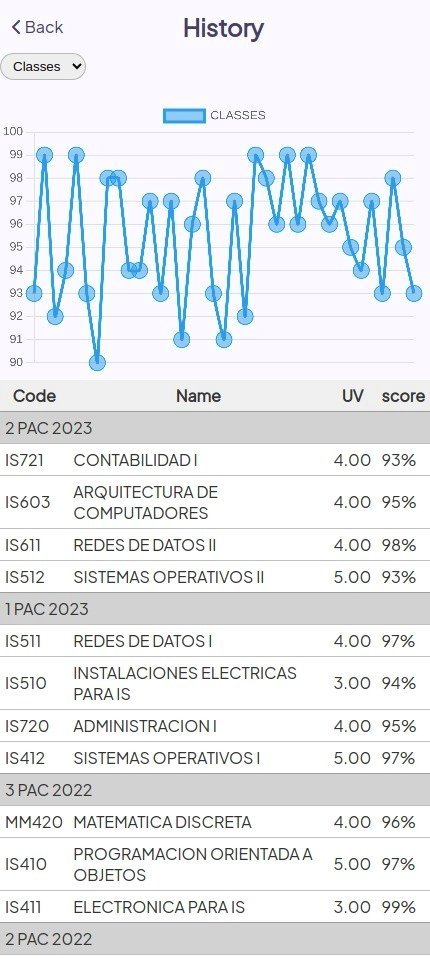 Back
History
Classes
CLASSES
100
99
98
97
96
95
94
93
92
91
90
Code Name UV score
2 PAC 2023
IS721 CONTABILIDAD I 4.00 93%
IS603 ARQUITECTURA DE COMPUTADORES 4.00 95%
IS611 REDES DE DATOS II 4.00 98%
IS512 SISTEMAS OPERATIVOS II 5.00 93%
1 PAC 2023
IS511 REDES DE DATOS I 4.00 97%
IS510 INSTALACIONES ELECTRICAS PARA IS 3.00 94%
IS720 ADMINISTRACION I 4.00 95%
IS412 SISTEMAS OPERATIVOS I 5.00 97%
3 PAC 2022
MM420 MATEMATICA DISCRETA 4.00 96%
IS410 PROGRAMACION ORIENTADA A OBJETOS 5.00 97%
IS411 ELECTRONICA PARA IS 3.00 99%
2 PAC 2022